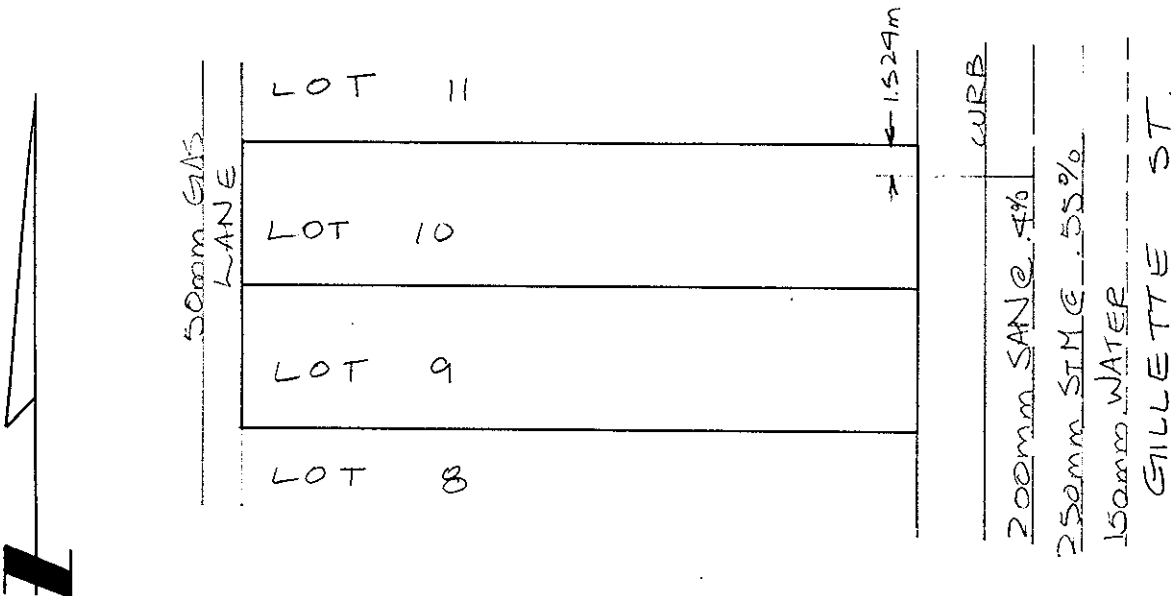 50mm GAS
LANE
LOT 11
LOT 10
LOT 9
LOT 8
1.524m
CURB
200mm SAN@.4%
250mm STM@.55%
150mm WATER
GILLETTE ST.